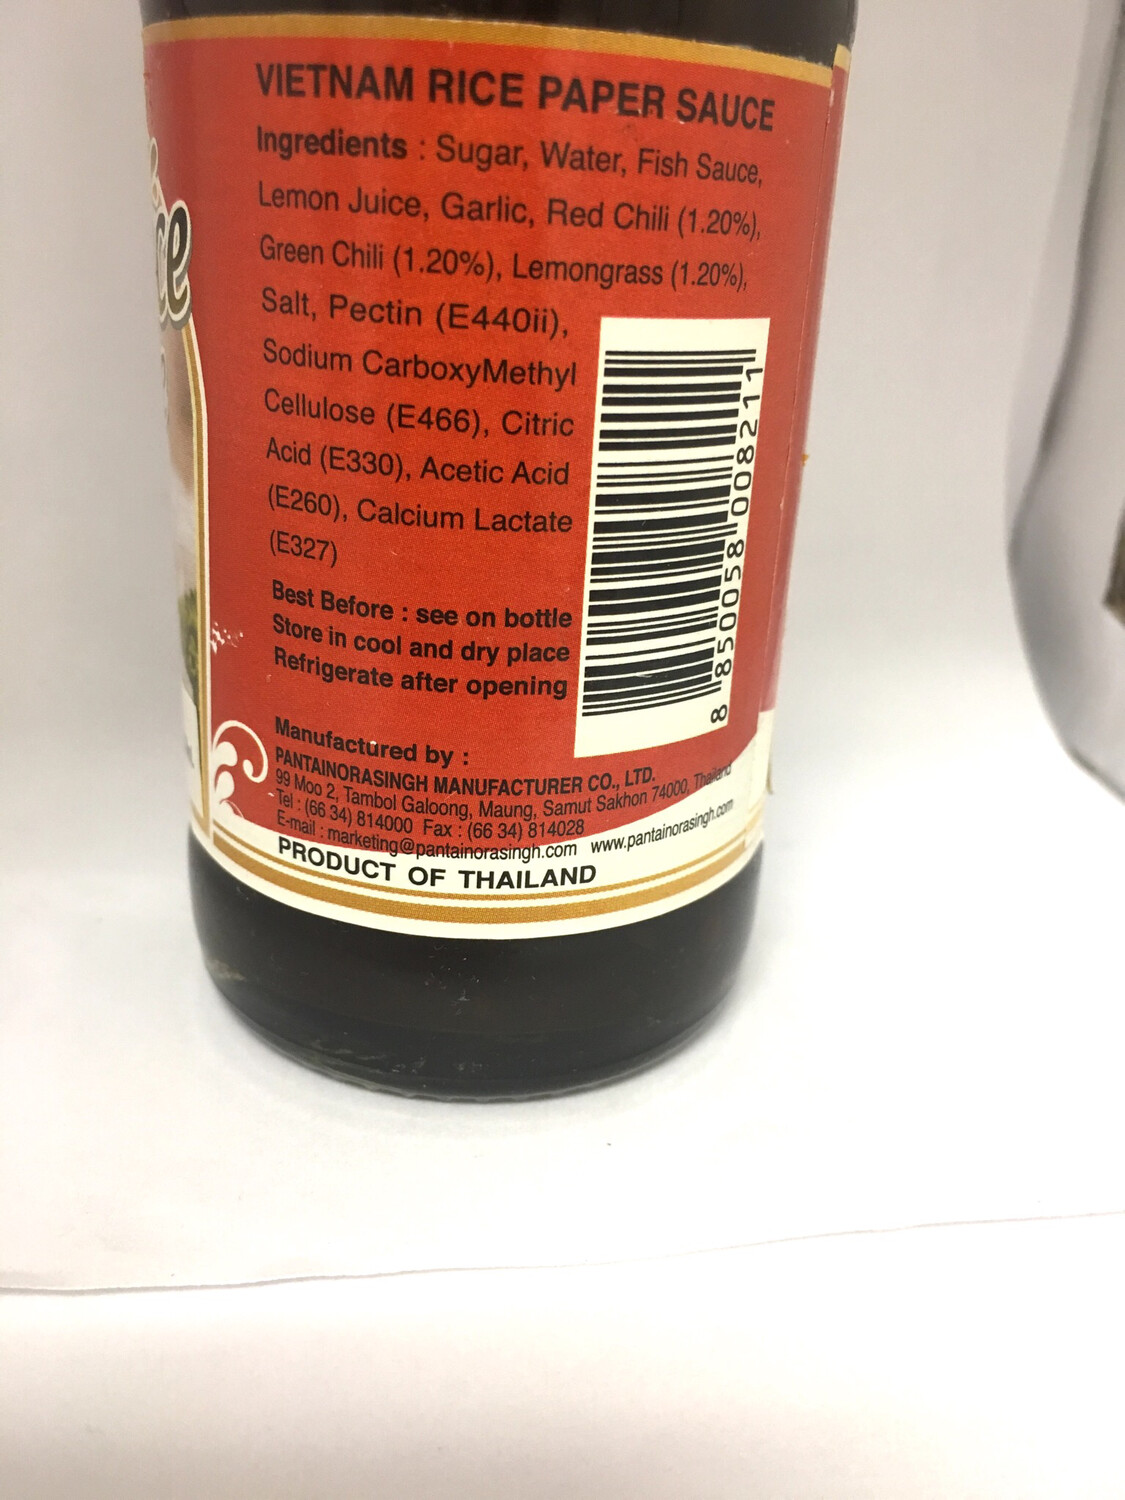 VIETNAM RICE PAPER SAUCE
Ingredients : Sugar, Water, Fish Sauce,
Lemon Juice, Garlic, Red Chili (1.20%),
Green Chili (1.20%), Lemongrass (1.20%),
Salt, Pectin (E440ii),
Sodium CarboxyMethyl
Cellulose (E466), Citric
Acid (E330), Acetic Acid
(E260), Calcium Lactate
(E327)
Best Before : see on bottle
Store in cool and dry place
Refrigerate after opening
8 850058 008211
Manufactured by :
PANTAINORASINGH MANUFACTURER CO., LTD.
99 Moo 2, Tambol Galoong, Maung, Samut Sakhon 74000, Thailand
Tel : (66 34) 814000 Fax : (66 34) 814028
E-mail : marketing@pantainorasingh.com www.pantainorasingh.com
PRODUCT OF THAILAND